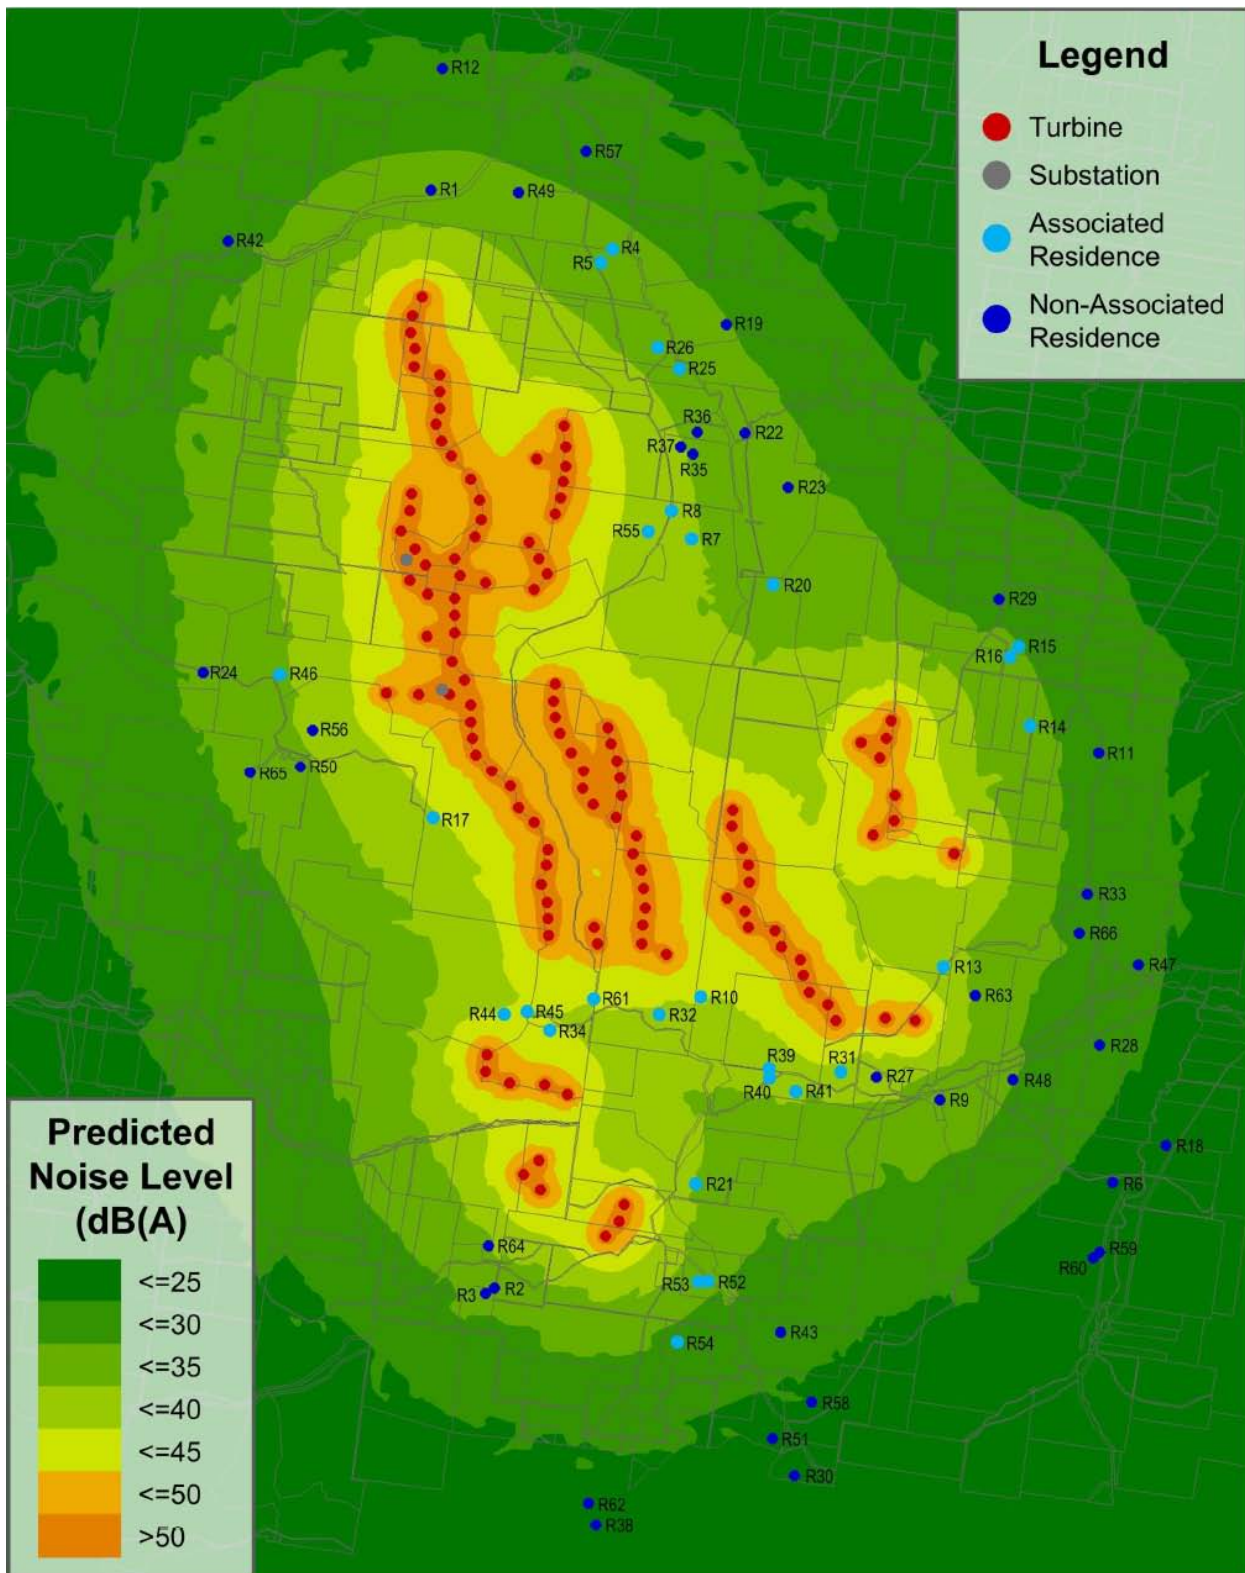 Legend
Turbine
Substation
Associated
Residence
Non-Associated
Residence
R12
R57
R1
R49
R42
R4
R5
R19
R26
R25
R36
R22
R37
R35
R23
R8
R55
R7
R20
R29
R15
R16
R24
R46
R14
R56
R11
R50
R65
R17
R33
R66
R47
R13
R63
R10
R61
R45
R44
R32
R34
R28
R39
R31
R27
R48
R40
R41
R9
R18
R6
R21
R64
R59
R60
R53
R52
R2
R3
R43
R54
R58
R51
R30
R62
R38
Predicted
Noise Level
(dB(A)
<=25
<=30
<=35
<=40
<=45
<=50
>50